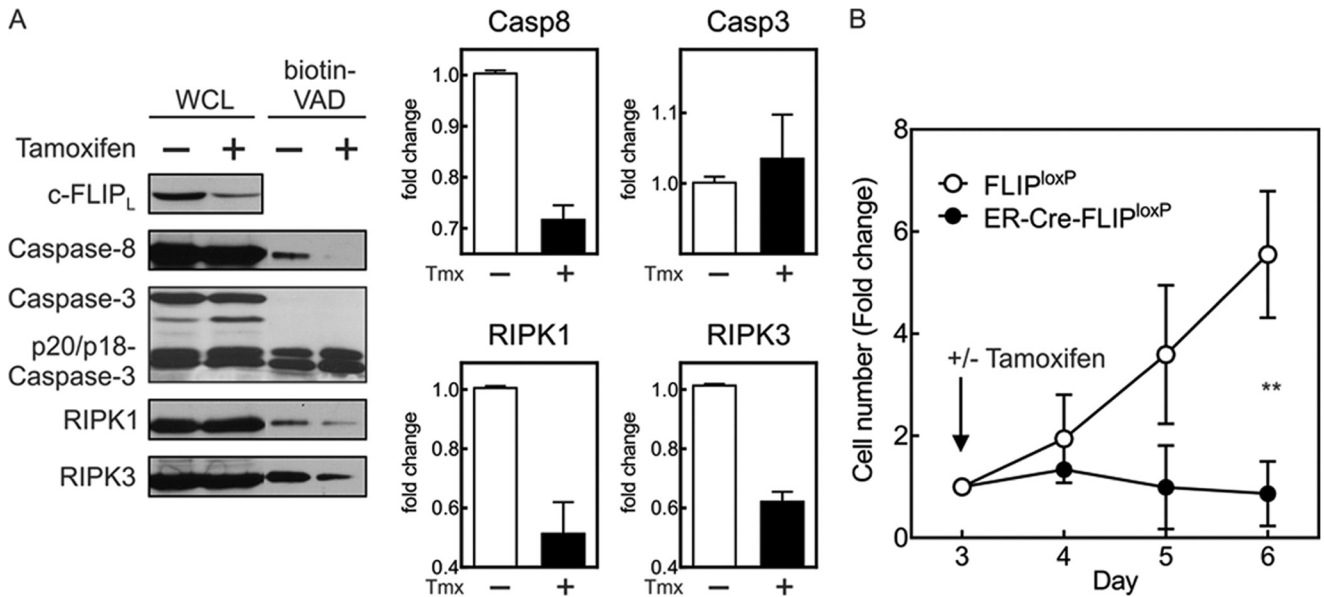 A
WCL
biotin-
VAD
Tamoxifen − + − +
c-FLIPL
Caspase-8
Caspase-3
p20/p18-
Caspase-3
RIPK1
RIPK3
Casp8
fold change
1.0
0.9
0.8
0.7
Tmx − +
Casp3
fold change
1.1
1.0
Tmx − +
RIPK1
fold change
1.0
0.8
0.6
0.4
Tmx − +
RIPK3
fold change
1.0
0.8
0.6
0.4
Tmx − +
B
Cell number (Fold change)
8
6
4
2
0
FLIPloxP
ER-Cre-FLIPloxP
+/- Tamoxifen
**
3 4 5 6
Day